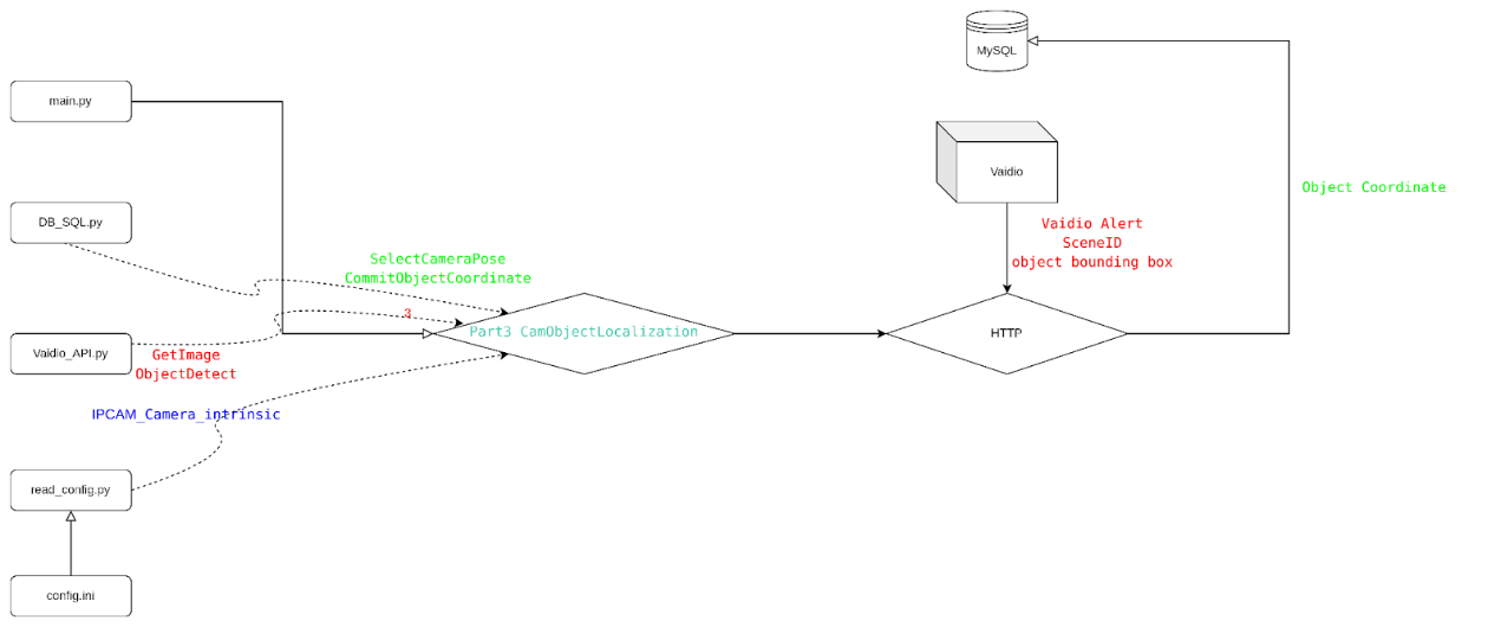 MySQL
main.py
Vaidio
Object Coordinate
DB_SQL.py
Vaidio Alert
SceneID
object bounding box
SelectCameraPose
CommitObjectCoordinate
3
Part3 CamObjectLocalization
HTTP
Vaidio_API.py
GetImage
ObjectDetect
IPCAM_Camera_intrinsic
read_config.py
config.ini